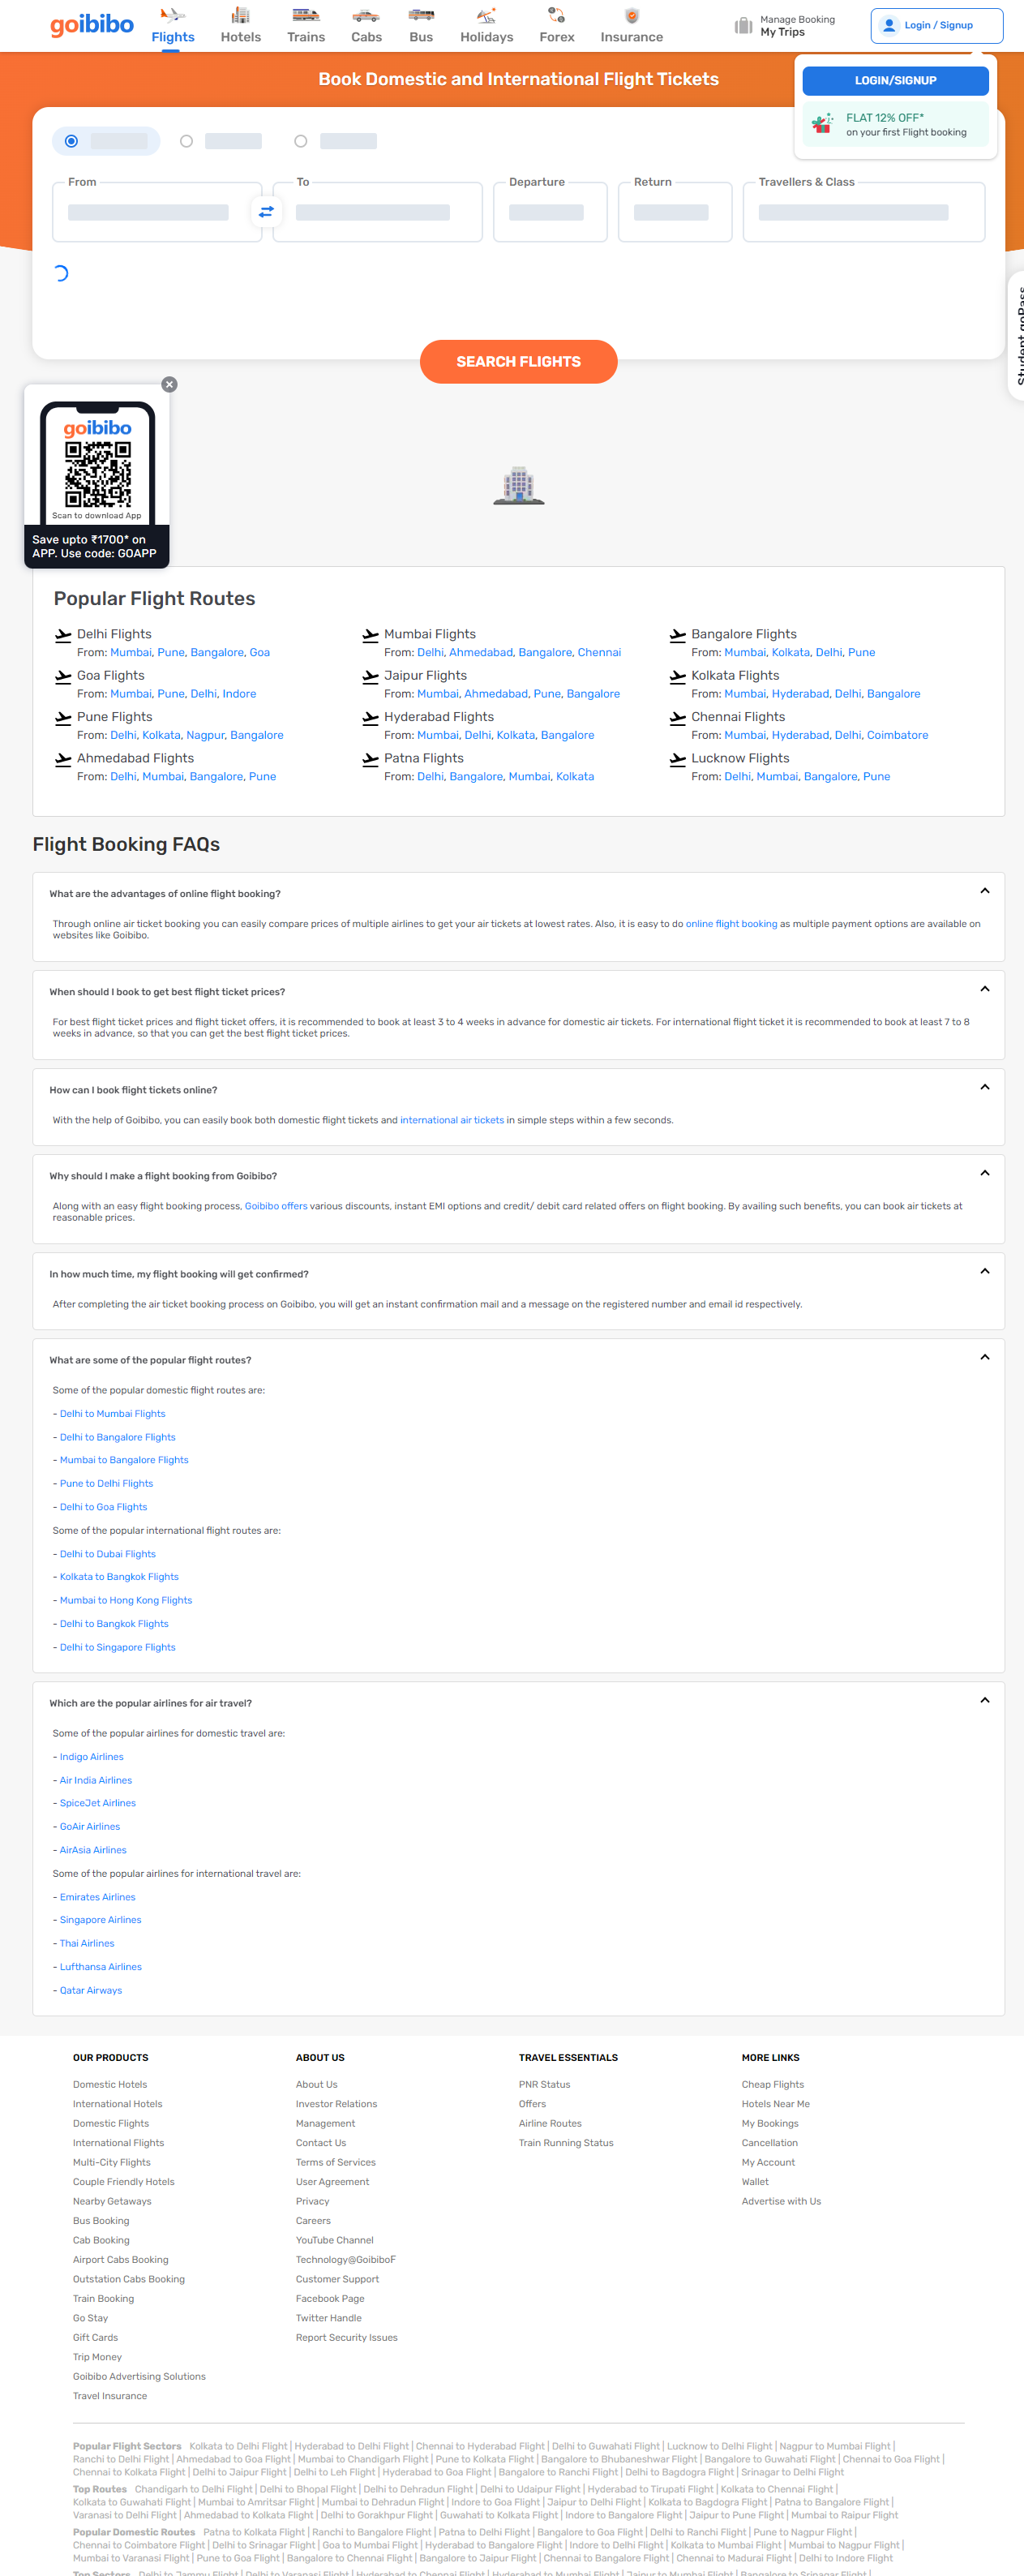 goibibo
Flights Hotels Trains Cabs Bus Holidays Forex Insurance
Manage Booking
My Trips
Login / Signup
Book Domestic and International Flight Tickets
LOGIN/SIGNUP
FLAT 12% OFF*
on your first Flight booking
From To Departure Return Travellers & Class
Student goPass
SEARCH FLIGHTS
goibibo
Scan to download App
Save upto ₹1700* on
APP. Use code: GOAPP
Popular Flight Routes
Delhi Flights
From: Mumbai, Pune, Bangalore, Goa
Mumbai Flights
From: Delhi, Ahmedabad, Bangalore, Chennai
Bangalore Flights
From: Mumbai, Kolkata, Delhi, Pune
Goa Flights
From: Mumbai, Pune, Delhi, Indore
Jaipur Flights
From: Mumbai, Ahmedabad, Pune, Bangalore
Kolkata Flights
From: Mumbai, Hyderabad, Delhi, Bangalore
Pune Flights
From: Delhi, Kolkata, Nagpur, Bangalore
Hyderabad Flights
From: Mumbai, Delhi, Kolkata, Bangalore
Chennai Flights
From: Mumbai, Hyderabad, Delhi, Coimbatore
Ahmedabad Flights
From: Delhi, Mumbai, Bangalore, Pune
Patna Flights
From: Delhi, Bangalore, Mumbai, Kolkata
Lucknow Flights
From: Delhi, Mumbai, Bangalore, Pune
Flight Booking FAQs
What are the advantages of online flight booking?
Through online air ticket booking you can easily compare prices of multiple airlines to get your air tickets at lowest rates. Also, it is easy to do online flight booking as multiple payment options are available on
websites like Goibibo.
When should I book to get best flight ticket prices?
For best flight ticket prices and flight ticket offers, it is recommended to book at least 3 to 4 weeks in advance for domestic air tickets. For international flight ticket it is recommended to book at least 7 to 8
weeks in advance, so that you can get the best flight ticket prices.
How can I book flight tickets online?
With the help of Goibibo, you can easily book both domestic flight tickets and international air tickets in simple steps within a few seconds.
Why should I make a flight booking from Goibibo?
Along with an easy flight booking process, Goibibo offers various discounts, instant EMI options and credit/ debit card related offers on flight booking. By availing such benefits, you can book air tickets at
reasonable prices.
In how much time, my flight booking will get confirmed?
After completing the air ticket booking process on Goibibo, you will get an instant confirmation mail and a message on the registered number and email id respectively.
What are some of the popular flight routes?
Some of the popular domestic flight routes are:
- Delhi to Mumbai Flights
- Delhi to Bangalore Flights
- Mumbai to Bangalore Flights
- Pune to Delhi Flights
- Delhi to Goa Flights
Some of the popular international flight routes are:
- Delhi to Dubai Flights
- Kolkata to Bangkok Flights
- Mumbai to Hong Kong Flights
- Delhi to Bangkok Flights
- Delhi to Singapore Flights
Which are the popular airlines for air travel?
Some of the popular airlines for domestic travel are:
- Indigo Airlines
- Air India Airlines
- SpiceJet Airlines
- GoAir Airlines
- AirAsia Airlines
Some of the popular airlines for international travel are:
- Emirates Airlines
- Singapore Airlines
- Thai Airlines
- Lufthansa Airlines
- Qatar Airways
OUR PRODUCTS
Domestic Hotels
International Hotels
Domestic Flights
International Flights
Multi-City Flights
Couple Friendly Hotels
Nearby Getaways
Bus Booking
Cab Booking
Airport Cabs Booking
Outstation Cabs Booking
Train Booking
Go Stay
Gift Cards
Trip Money
Goibibo Advertising Solutions
Travel Insurance
ABOUT US
About Us
Investor Relations
Management
Contact Us
Terms of Services
User Agreement
Privacy
Careers
YouTube Channel
Technology@GoibiboF
Customer Support
Facebook Page
Twitter Handle
Report Security Issues
TRAVEL ESSENTIALS
PNR Status
Offers
Airline Routes
Train Running Status
MORE LINKS
Cheap Flights
Hotels Near Me
My Bookings
Cancellation
My Account
Wallet
Advertise with Us
Popular Flight Sectors Kolkata to Delhi Flight | Hyderabad to Delhi Flight | Chennai to Hyderabad Flight | Delhi to Guwahati Flight | Lucknow to Delhi Flight | Nagpur to Mumbai Flight |
Ranchi to Delhi Flight | Ahmedabad to Goa Flight | Mumbai to Chandigarh Flight | Pune to Kolkata Flight | Bangalore to Bhubaneshwar Flight | Bangalore to Guwahati Flight | Chennai to Goa Flight |
Chennai to Kolkata Flight | Delhi to Jaipur Flight | Delhi to Leh Flight | Hyderabad to Goa Flight | Bangalore to Ranchi Flight | Delhi to Bagdogra Flight | Srinagar to Delhi Flight
Top Routes Chandigarh to Delhi Flight | Delhi to Bhopal Flight | Delhi to Dehradun Flight | Delhi to Udaipur Flight | Hyderabad to Tirupati Flight | Kolkata to Chennai Flight |
Kolkata to Guwahati Flight | Mumbai to Amritsar Flight | Mumbai to Dehradun Flight | Indore to Goa Flight | Jaipur to Delhi Flight | Kolkata to Bagdogra Flight | Patna to Bangalore Flight |
Varanasi to Delhi Flight | Ahmedabad to Kolkata Flight | Delhi to Gorakhpur Flight | Guwahati to Kolkata Flight | Indore to Bangalore Flight | Jaipur to Pune Flight | Mumbai to Raipur Flight
Popular Domestic Routes Patna to Kolkata Flight | Ranchi to Bangalore Flight | Patna to Delhi Flight | Bangalore to Goa Flight | Delhi to Ranchi Flight | Pune to Nagpur Flight |
Chennai to Coimbatore Flight | Delhi to Srinagar Flight | Goa to Mumbai Flight | Hyderabad to Bangalore Flight | Indore to Delhi Flight | Kolkata to Mumbai Flight | Mumbai to Nagpur Flight |
Mumbai to Varanasi Flight | Pune to Goa Flight | Bangalore to Chennai Flight | Bangalore to Jaipur Flight | Chennai to Bangalore Flight | Chennai to Madurai Flight | Delhi to Indore Flight
Top Sectors Delhi to Jammu Flight | Delhi to Varanasi Flight | Hyderabad to Chennai Flight | Hyderabad to Mumbai Flight | Jaipur to Mumbai Flight | Bangalore to Srinagar Flight |